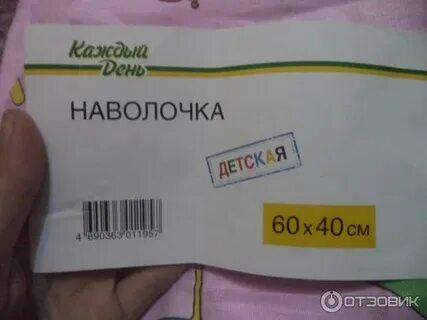 Каждый
День
НАВОЛОЧКА
ДЕТСКАЯ
4 690363 011957
60 x 40 см
ОТЗОВИК